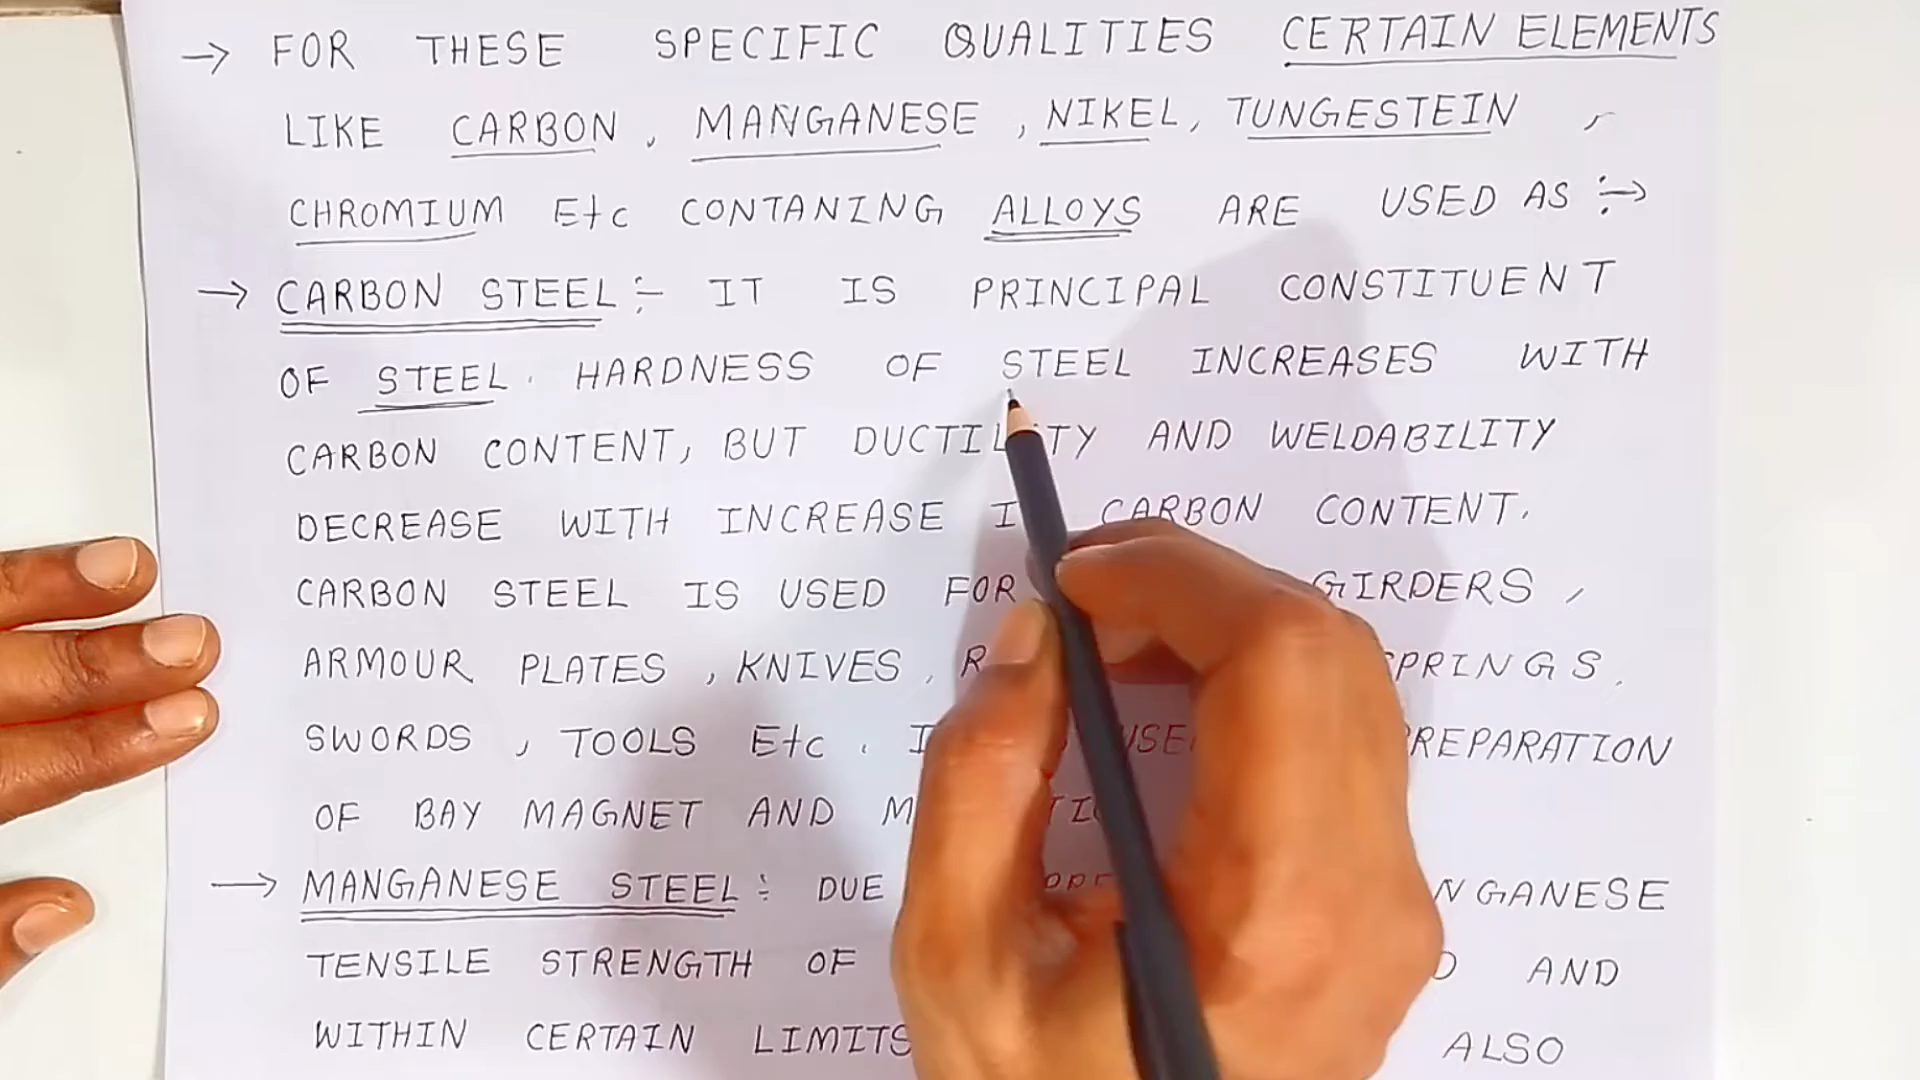 → FOR THESE SPECIFIC QUALITIES CERTAIN ELEMENTS
LIKE CARBON, MANGANESE, NIKEL, TUNGESTEIN,
CHROMIUM Etc CONTANING ALLOYS ARE USED AS :→
→ CARBON STEEL :- IT IS PRINCIPAL CONSTITUENT
OF STEEL. HARDNESS OF STEEL INCREASES WITH
CARBON CONTENT, BUT DUCTILITY AND WELDABILITY
DECREASE WITH INCREASE CARBON CONTENT.
CARBON STEEL IS USED FOR GIRDERS,
ARMOUR PLATES, KNIVES, SPRINGS,
SWORDS, TOOLS Etc. PREPARATION
OF BAY MAGNET AND
→ MANGANESE STEEL : DUE
TENSILE STRENGTH OF AND
WITHIN CERTAIN LIMITS ALSO